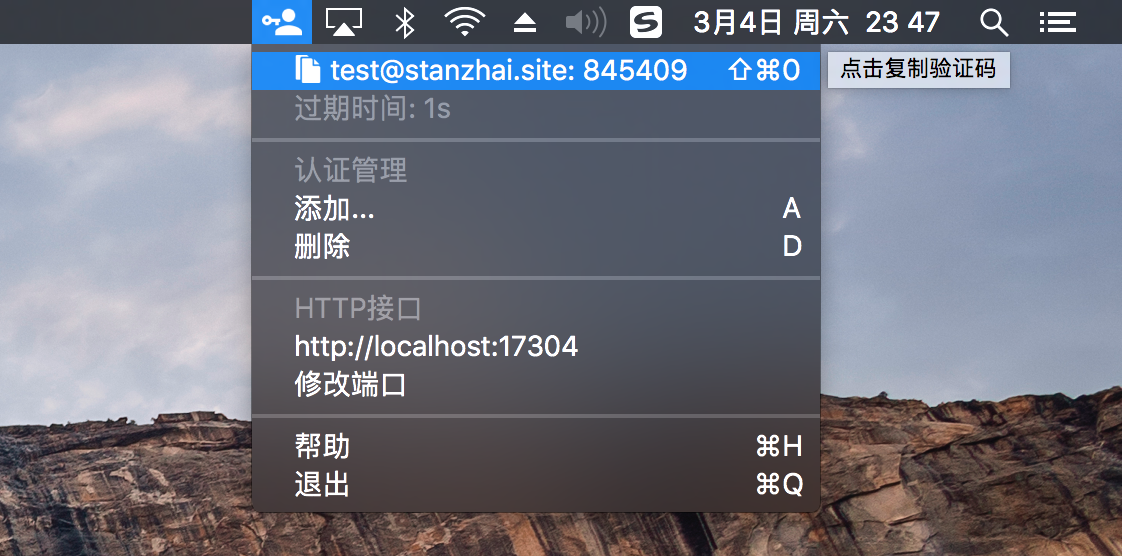 3月4日 周六 23 47
test@stanzhai.site: 845409 ⇧⌘0
点击复制验证码
过期时间: 1s
认证管理
添加... A
删除 D
HTTP接口
http://localhost:17304
修改端口
帮助 ⌘H
退出 ⌘Q